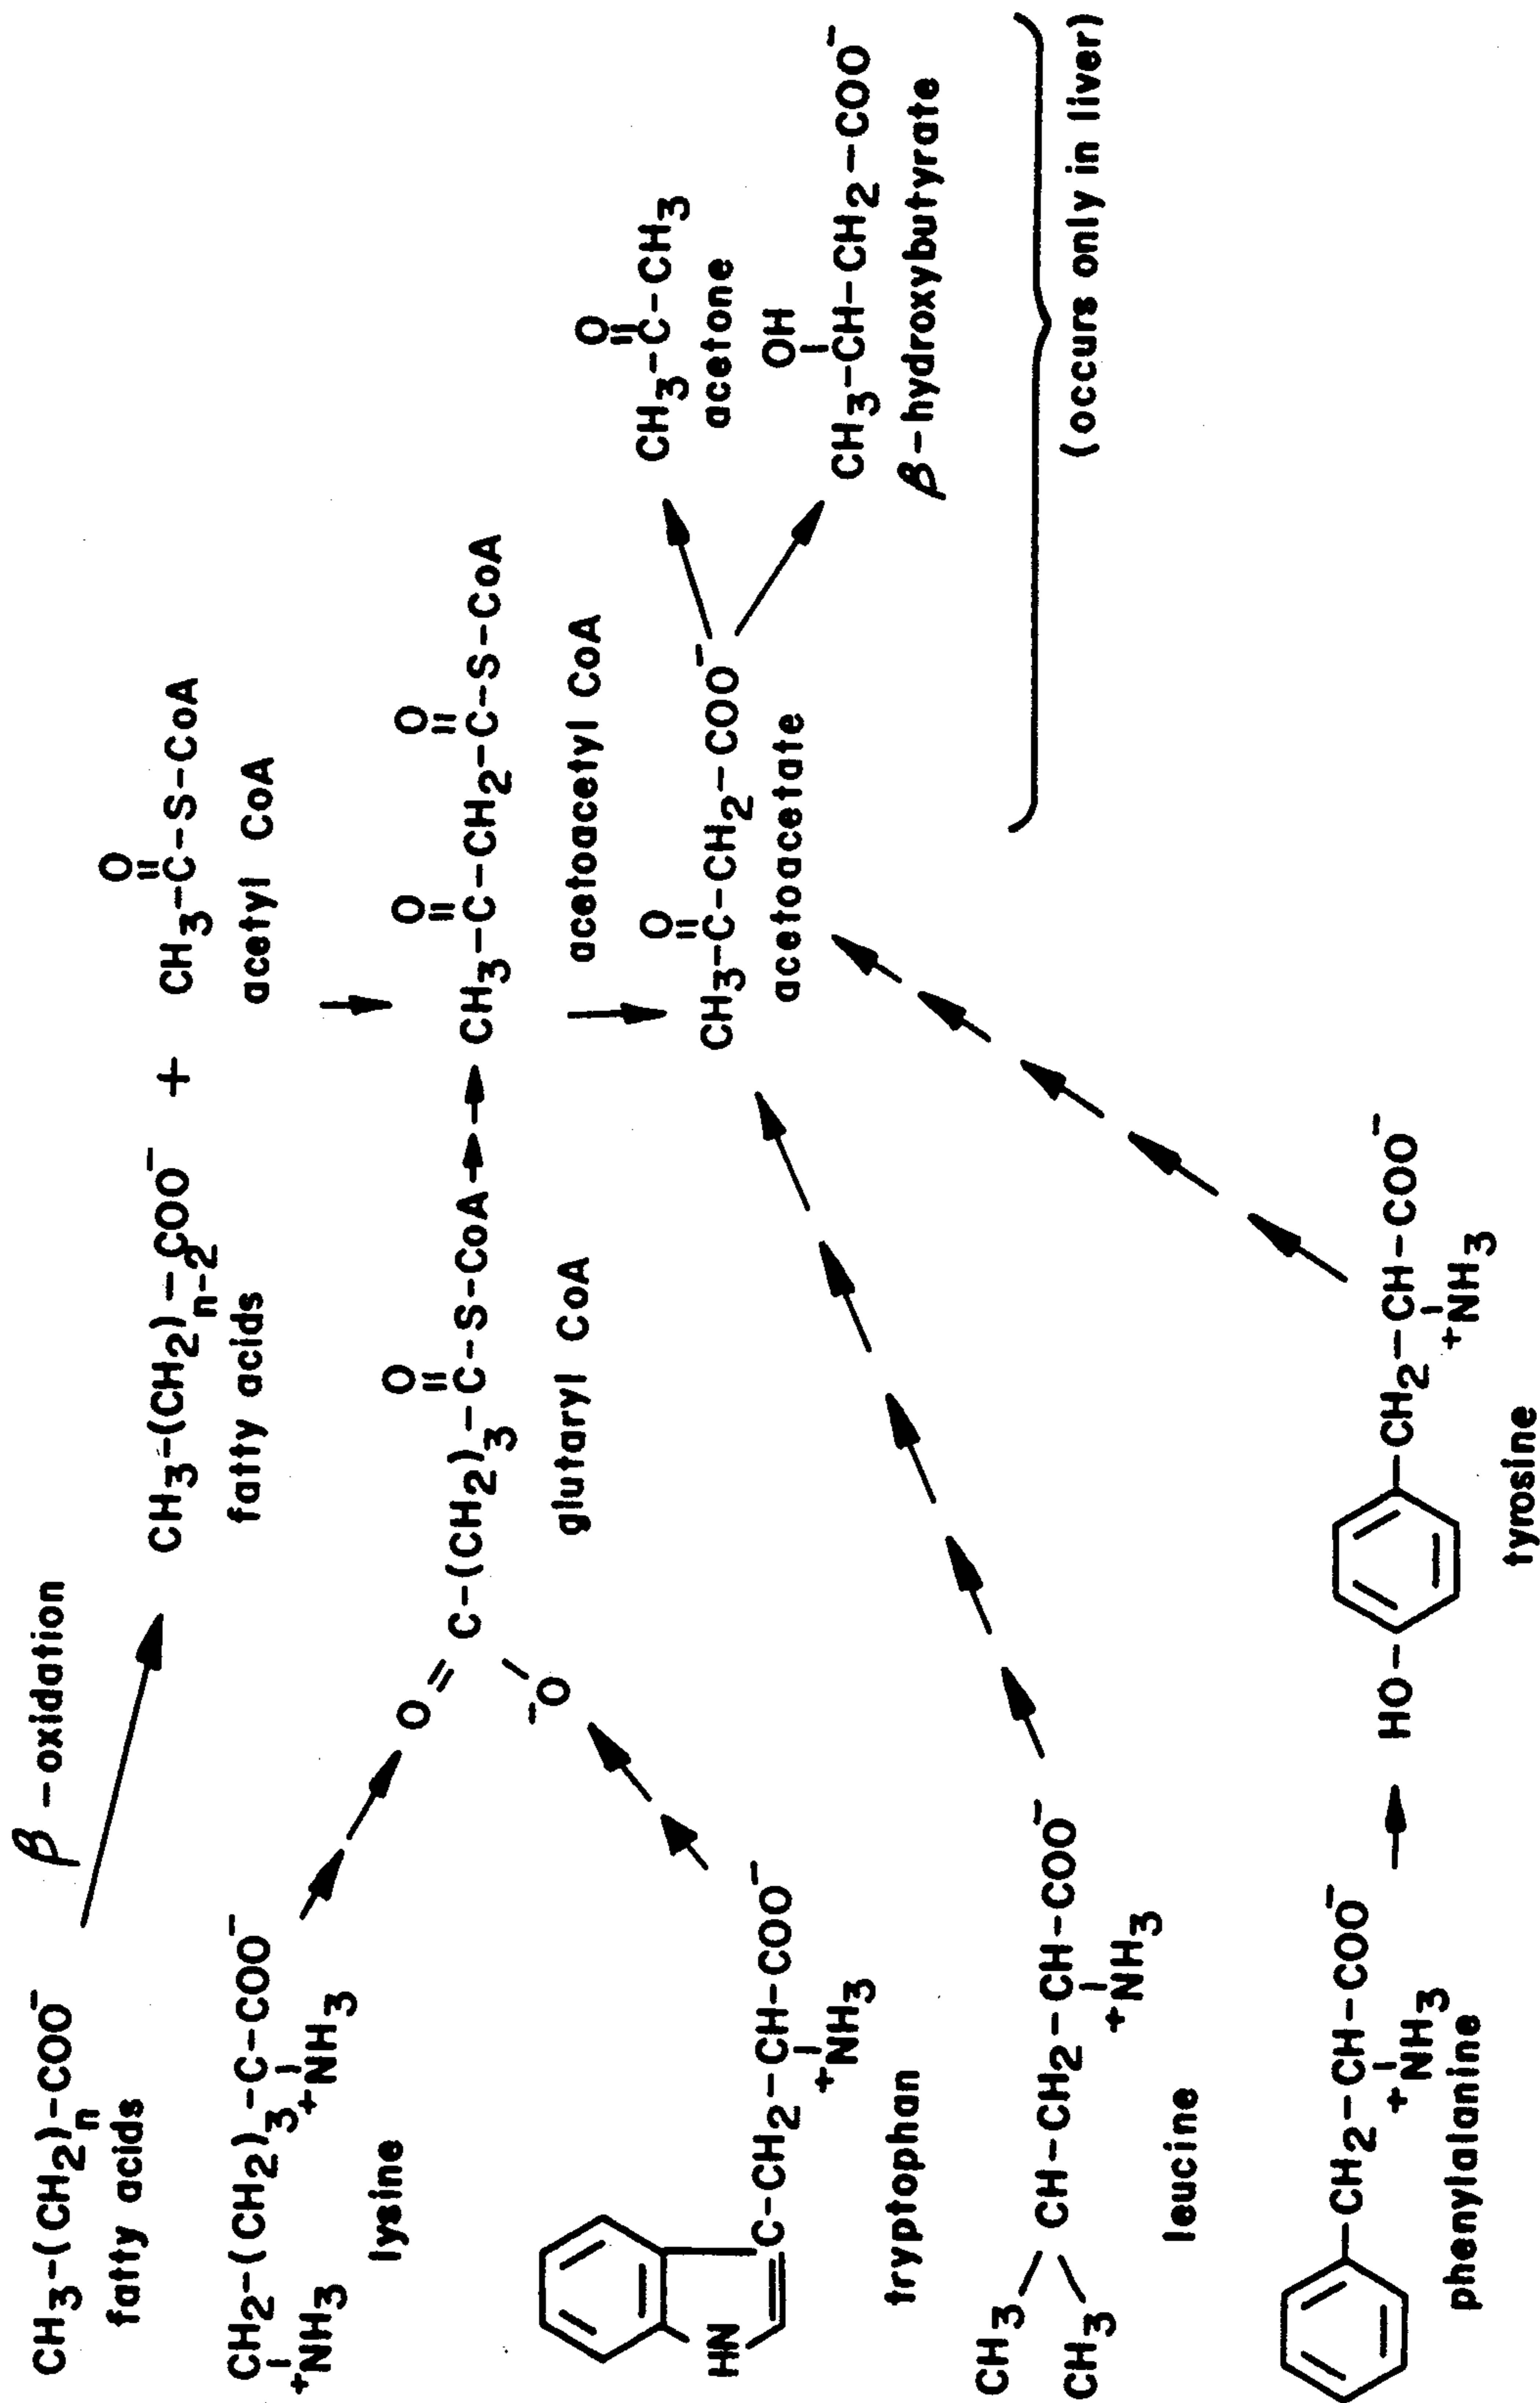 β-oxidation
CH3-(CH2)n-COO⁻
fatty acids
CH3-(CH2)n-2-COO⁻ + CH3-C-S-CoA
O
fatty acids
acetyl CoA
CH2-(CH2)3-C-COO⁻
+NH3 +NH3
lysine
O
C-(CH2)3-C-S-CoA
O
⁻O
glutaryl CoA
O O
CH3-C-CH2-C-S-CoA
acetoacetyl CoA
HN
C-CH2-CH-COO⁻
+NH3
tryptophan
O
CH3-C-CH2-COO⁻
acetoacetate
O
CH3-C-CH3
acetone
OH
CH3-CH-CH2-COO⁻
β-hydroxybutyrate
(occurs only in liver)
CH3
CH3
CH-CH2-CH-COO⁻
+NH3
leucine
CH2-CH-COO⁻
+NH3
phenylalanine
HO
CH2-CH-COO⁻
+NH3
tyrosine